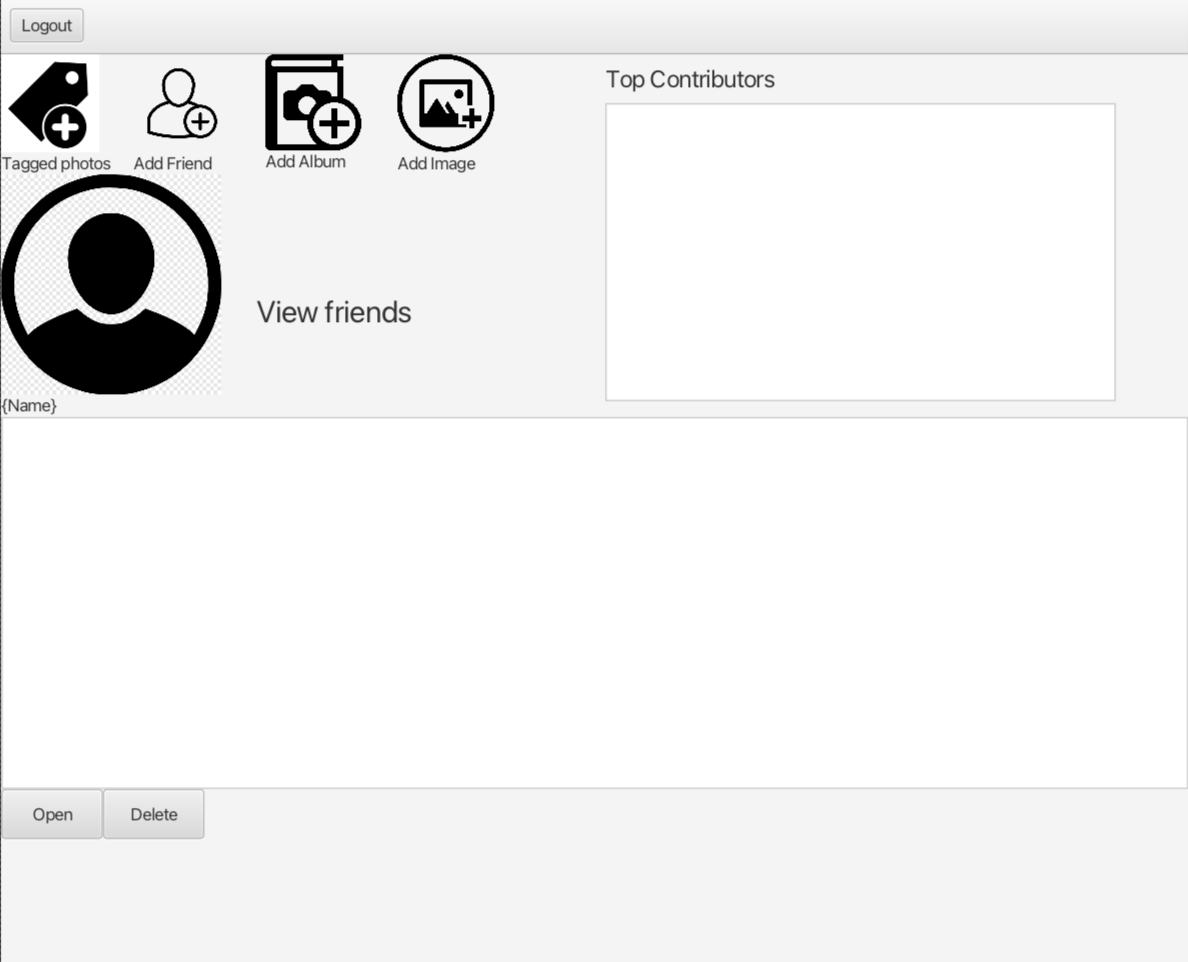 Logout
Top Contributors
Tagged photos
Add Friend
Add Album
Add Image
View friends
{Name}
Open
Delete